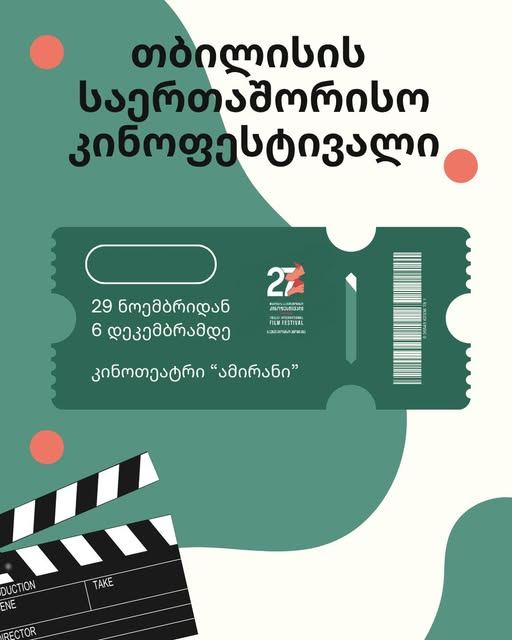 თბილისის
საერთაშორისო
კინოფესტივალი
29 ნოემბრიდან
6 დეკემბრამდე
კინოთეატრი “ამირანი”
27
FILM FESTIVAL
TAKE